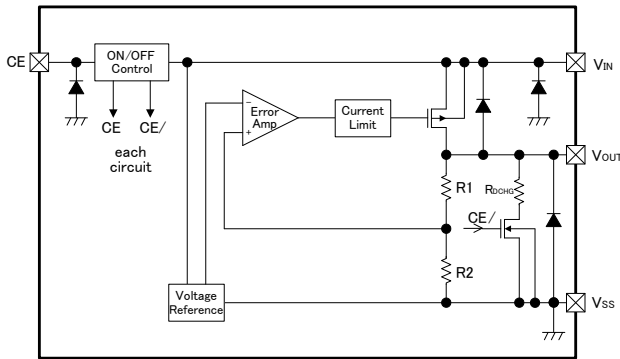 CE
ON/OFF
Control
VIN
CE
CE/
each
circuit
−
Error
Amp
+
Current
Limit
VOUT
R1
RDCHG
CE/
R2
Voltage
Reference
VSS